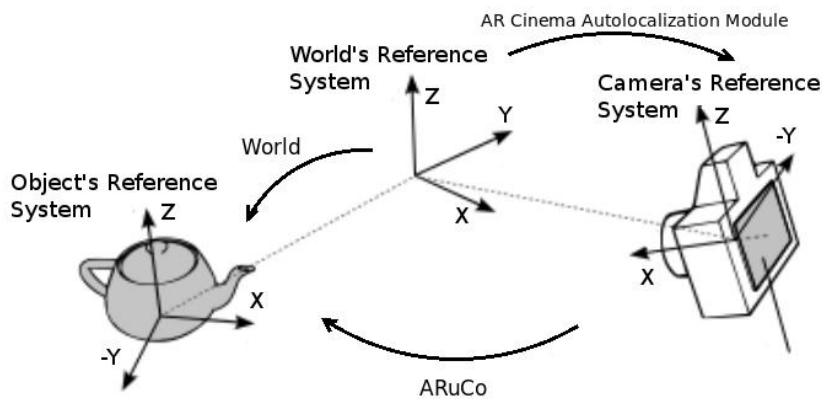 AR Cinema Autolocalization Module
World's Reference
System
Z
Y
X
Camera's Reference
System
Z
-Y
X
World
Object's Reference
System
Z
X
-Y
ARuCo